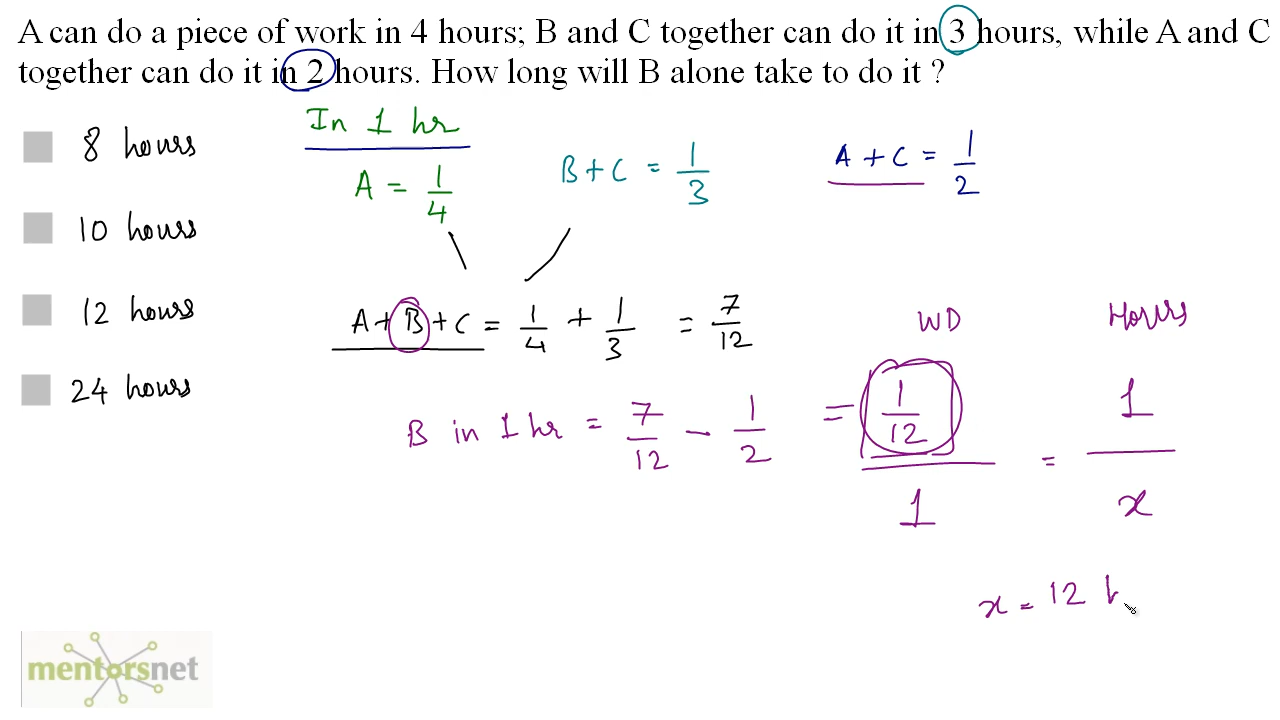 A can do a piece of work in 4 hours; B and C together can do it in 3 hours, while A and C
together can do it in 2 hours. How long will B alone take to do it ?
In 1 hr
8 hours
A = 1/4
B+C = 1/3
A+C = 1/2
10 hours
12 hours
A+B+C = 1/4 + 1/3 = 7/12
WD
Hours
24 hours
B in 1 hr = 7/12 - 1/2 = 1/12
1/12 / 1 = 1/x
x = 12 h
mentorsnet